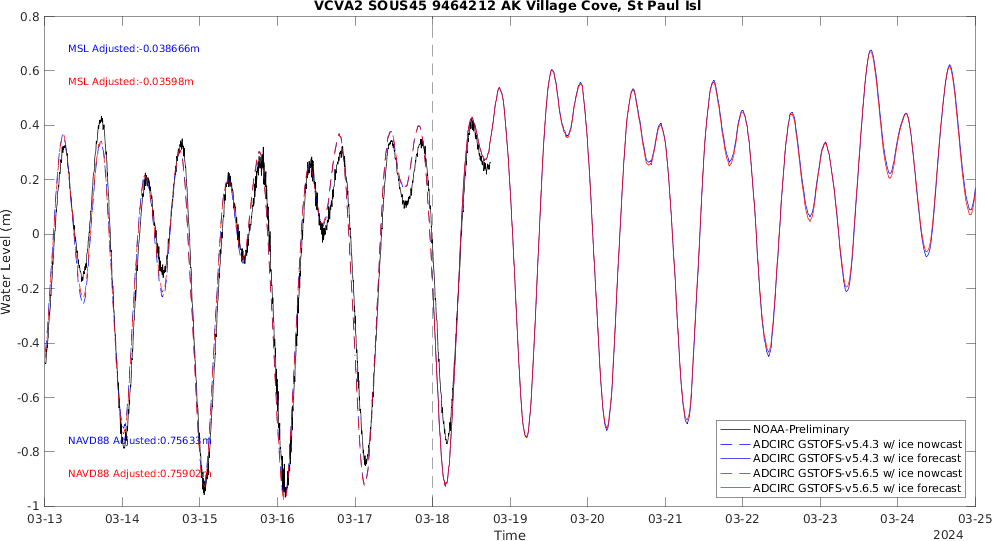 VCVA2 SOUS45 9464212 AK Village Cove, St Paul Isl
0.8
0.6
0.4
0.2
0
-0.2
-0.4
-0.6
-0.8
-1
Water Level (m)
MSL Adjusted:-0.038666m
MSL Adjusted:-0.03598m
NAVD88 Adjusted:0.75633m
NAVD88 Adjusted:0.75902m
NOAA-Preliminary
ADCIRC GSTOFS-v5.4.3 w/ ice nowcast
ADCIRC GSTOFS-v5.4.3 w/ ice forecast
ADCIRC GSTOFS-v5.6.5 w/ ice nowcast
ADCIRC GSTOFS-v5.6.5 w/ ice forecast
03-13 03-14 03-15 03-16 03-17 03-18 03-19 03-20 03-21 03-22 03-23 03-24 03-25
Time
2024